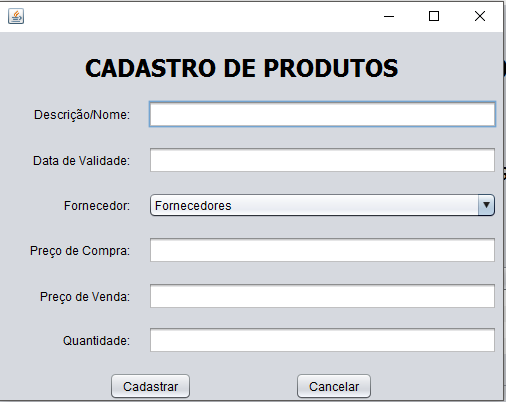 CADASTRO DE PRODUTOS
Descrição/Nome:
Data de Validade:
Fornecedor: Fornecedores
Preço de Compra:
Preço de Venda:
Quantidade:
Cadastrar Cancelar